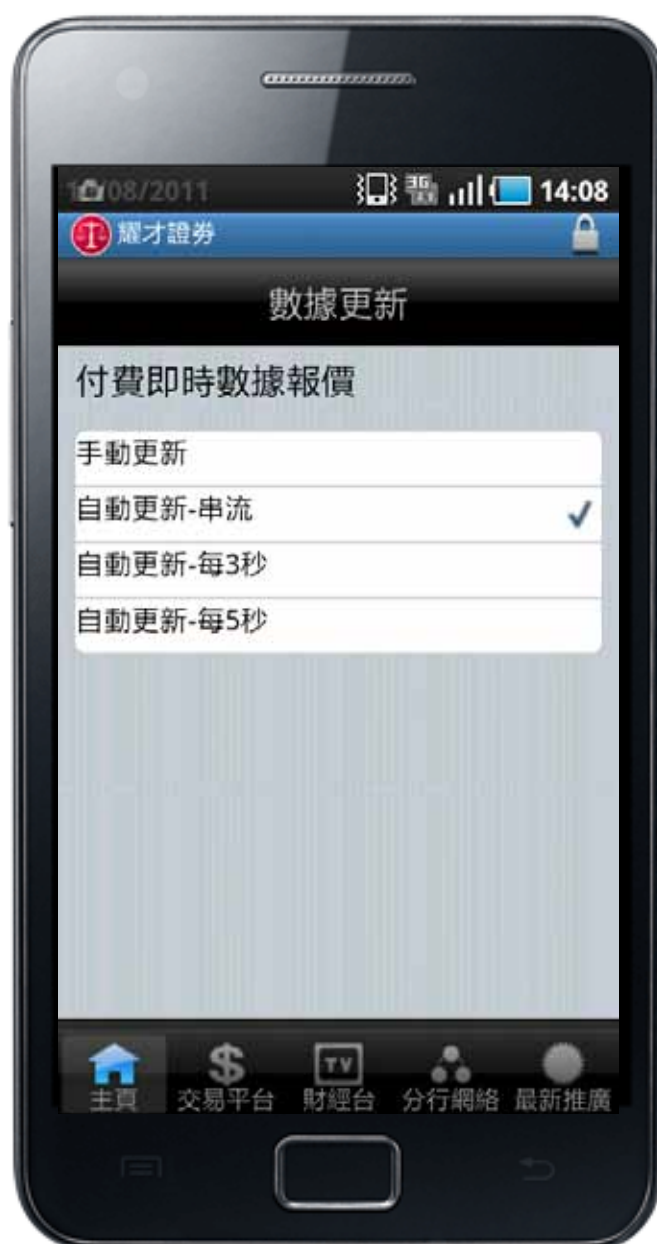 /08/2011 3G 14:08
耀才證券
數據更新
付費即時數據報價
手動更新
自動更新-串流
自動更新-每3秒
自動更新-每5秒
TV
主頁 交易平台 財經台 分行網絡 最新推廣